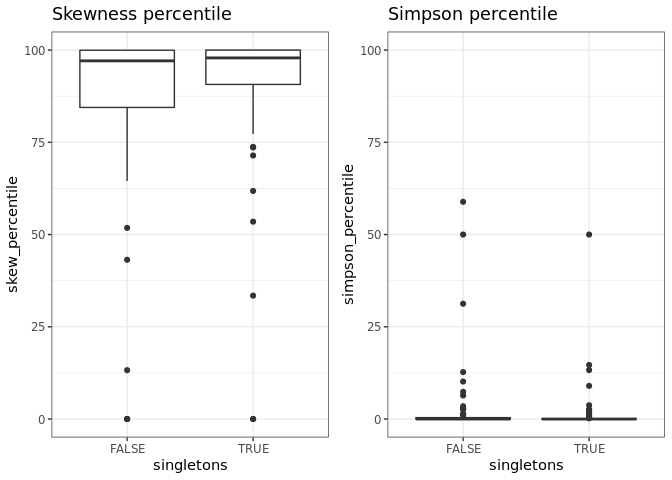 Skewness percentile
skew_percentile
100
75
50
25
0
FALSE
TRUE
singletons
Simpson percentile
simpson_percentile
100
75
50
25
0
FALSE
TRUE
singletons